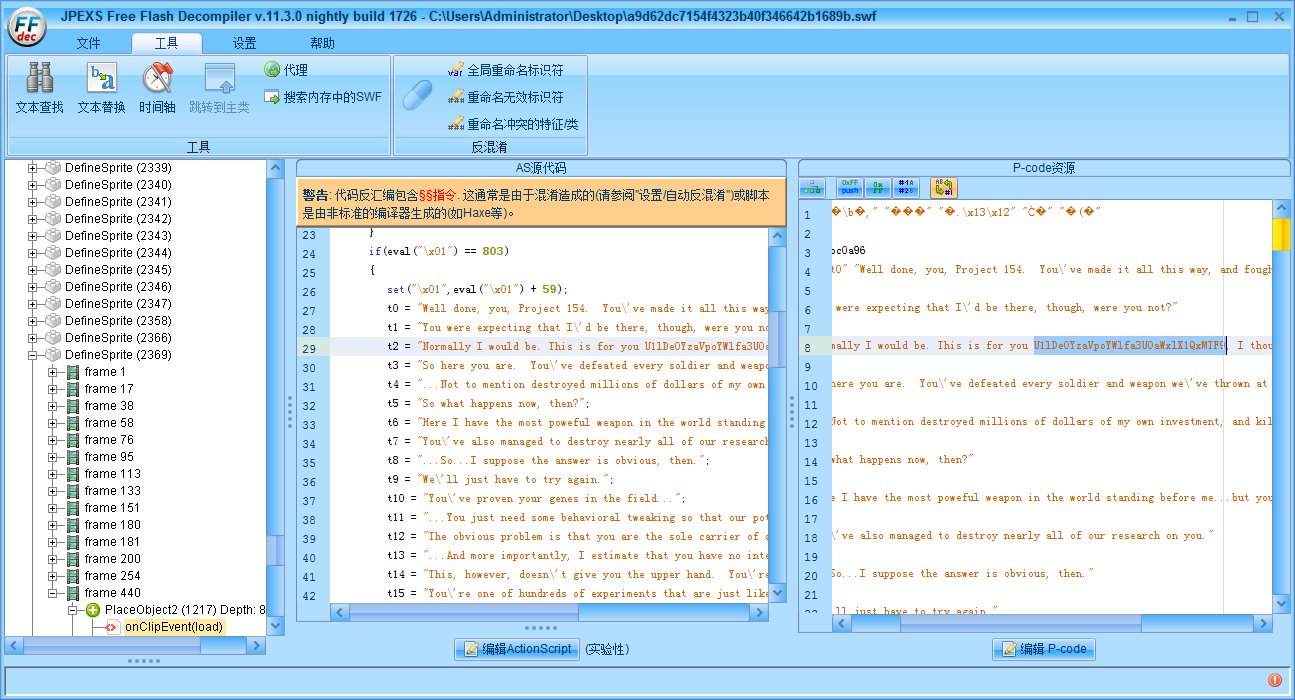 JPEXS Free Flash Decompiler v.11.3.0 nightly build 1726 - C:\Users\Administrator\Desktop\a9d62dc7154f4323b40f346642b1689b.swf
FF
dec
文件 工具 设置 帮助
文本查找 文本替换 时间轴 跳转到主类
代理
搜索内存中的SWF
工具
全局重命名标识符
重命名无效标识符
重命名冲突的特征/类
反混淆
DefineSprite (2339)
DefineSprite (2340)
DefineSprite (2341)
DefineSprite (2342)
DefineSprite (2343)
DefineSprite (2344)
DefineSprite (2345)
DefineSprite (2346)
DefineSprite (2347)
DefineSprite (2358)
DefineSprite (2366)
DefineSprite (2369)
frame 1
frame 17
frame 38
frame 58
frame 76
frame 95
frame 113
frame 133
frame 151
frame 180
frame 181
frame 200
frame 254
frame 440
PlaceObject2 (1217) Depth: 8
onClipEvent(load)
AS源代码
警告: 代码反汇编包含§§指令. 这通常是由于混淆造成的(请参阅"设置/自动反混淆")或脚本
是由非标准的编译器生成的(如Haxe等)。
23 }
24 if(eval("\x01") == 803)
25 {
26 set("\x01",eval("\x01") + 59);
27 t0 = "Well done, you, Project 154.  You\'ve made it all this way
28 t1 = "You were expecting that I\'d be there, though, were you no
29 t2 = "Normally I would be. This is for you
30 t3 = "So here you are.  You\'ve defeated every soldier and weapo
31 t4 = "...Not to mention destroyed millions of dollars of my own
32 t5 = "So what happens now, then?";
33 t6 = "Here I have the most poweful weapon in the world standing
34 t7 = "You\'ve also managed to destroy nearly all of our research
35 t8 = "...So...I suppose the answer is obvious, then.";
36 t9 = "We\'ll just have to try again.";
37 t10 = "You\'ve proven your genes in the field...";
38 t11 = "...You just need some behavioral tweaking so that our pot
39 t12 = "The obvious problem is that you are the sole carrier of a
40 t13 = "...And more importantly, I estimate that you have no inte
41 t14 = "This, however, doesn\'t give you the upper hand.  You\'re
42 t15 = "You\'re one of hundreds of experiments that are just like
编辑ActionScript (实验性)
P-code资源
0xFF
push
0x
FF
#1A
#2B
1 �\b�," "���" "�.\x13\x12" "C�" "�(�"
2
3 oc0a96
4 t0" "Well done, you, Project 154.  You\'ve made it all this way, and fough
5
6 were expecting that I\'d be there, though, were you not?"
7
8 nally I would be. This is for you
9
10 here you are.  You\'ve defeated every soldier and weapon we\'ve thrown at
11
12 Not to mention destroyed millions of dollars of my own investment, and kil
13
14 what happens now, then?"
15
16 e I have the most poweful weapon in the world standing before me...but you
17
18 \'ve also managed to destroy nearly all of our research on you."
19
20 So...I suppose the answer is obvious, then."
21
22 ll just have to try again."
编辑 P-code